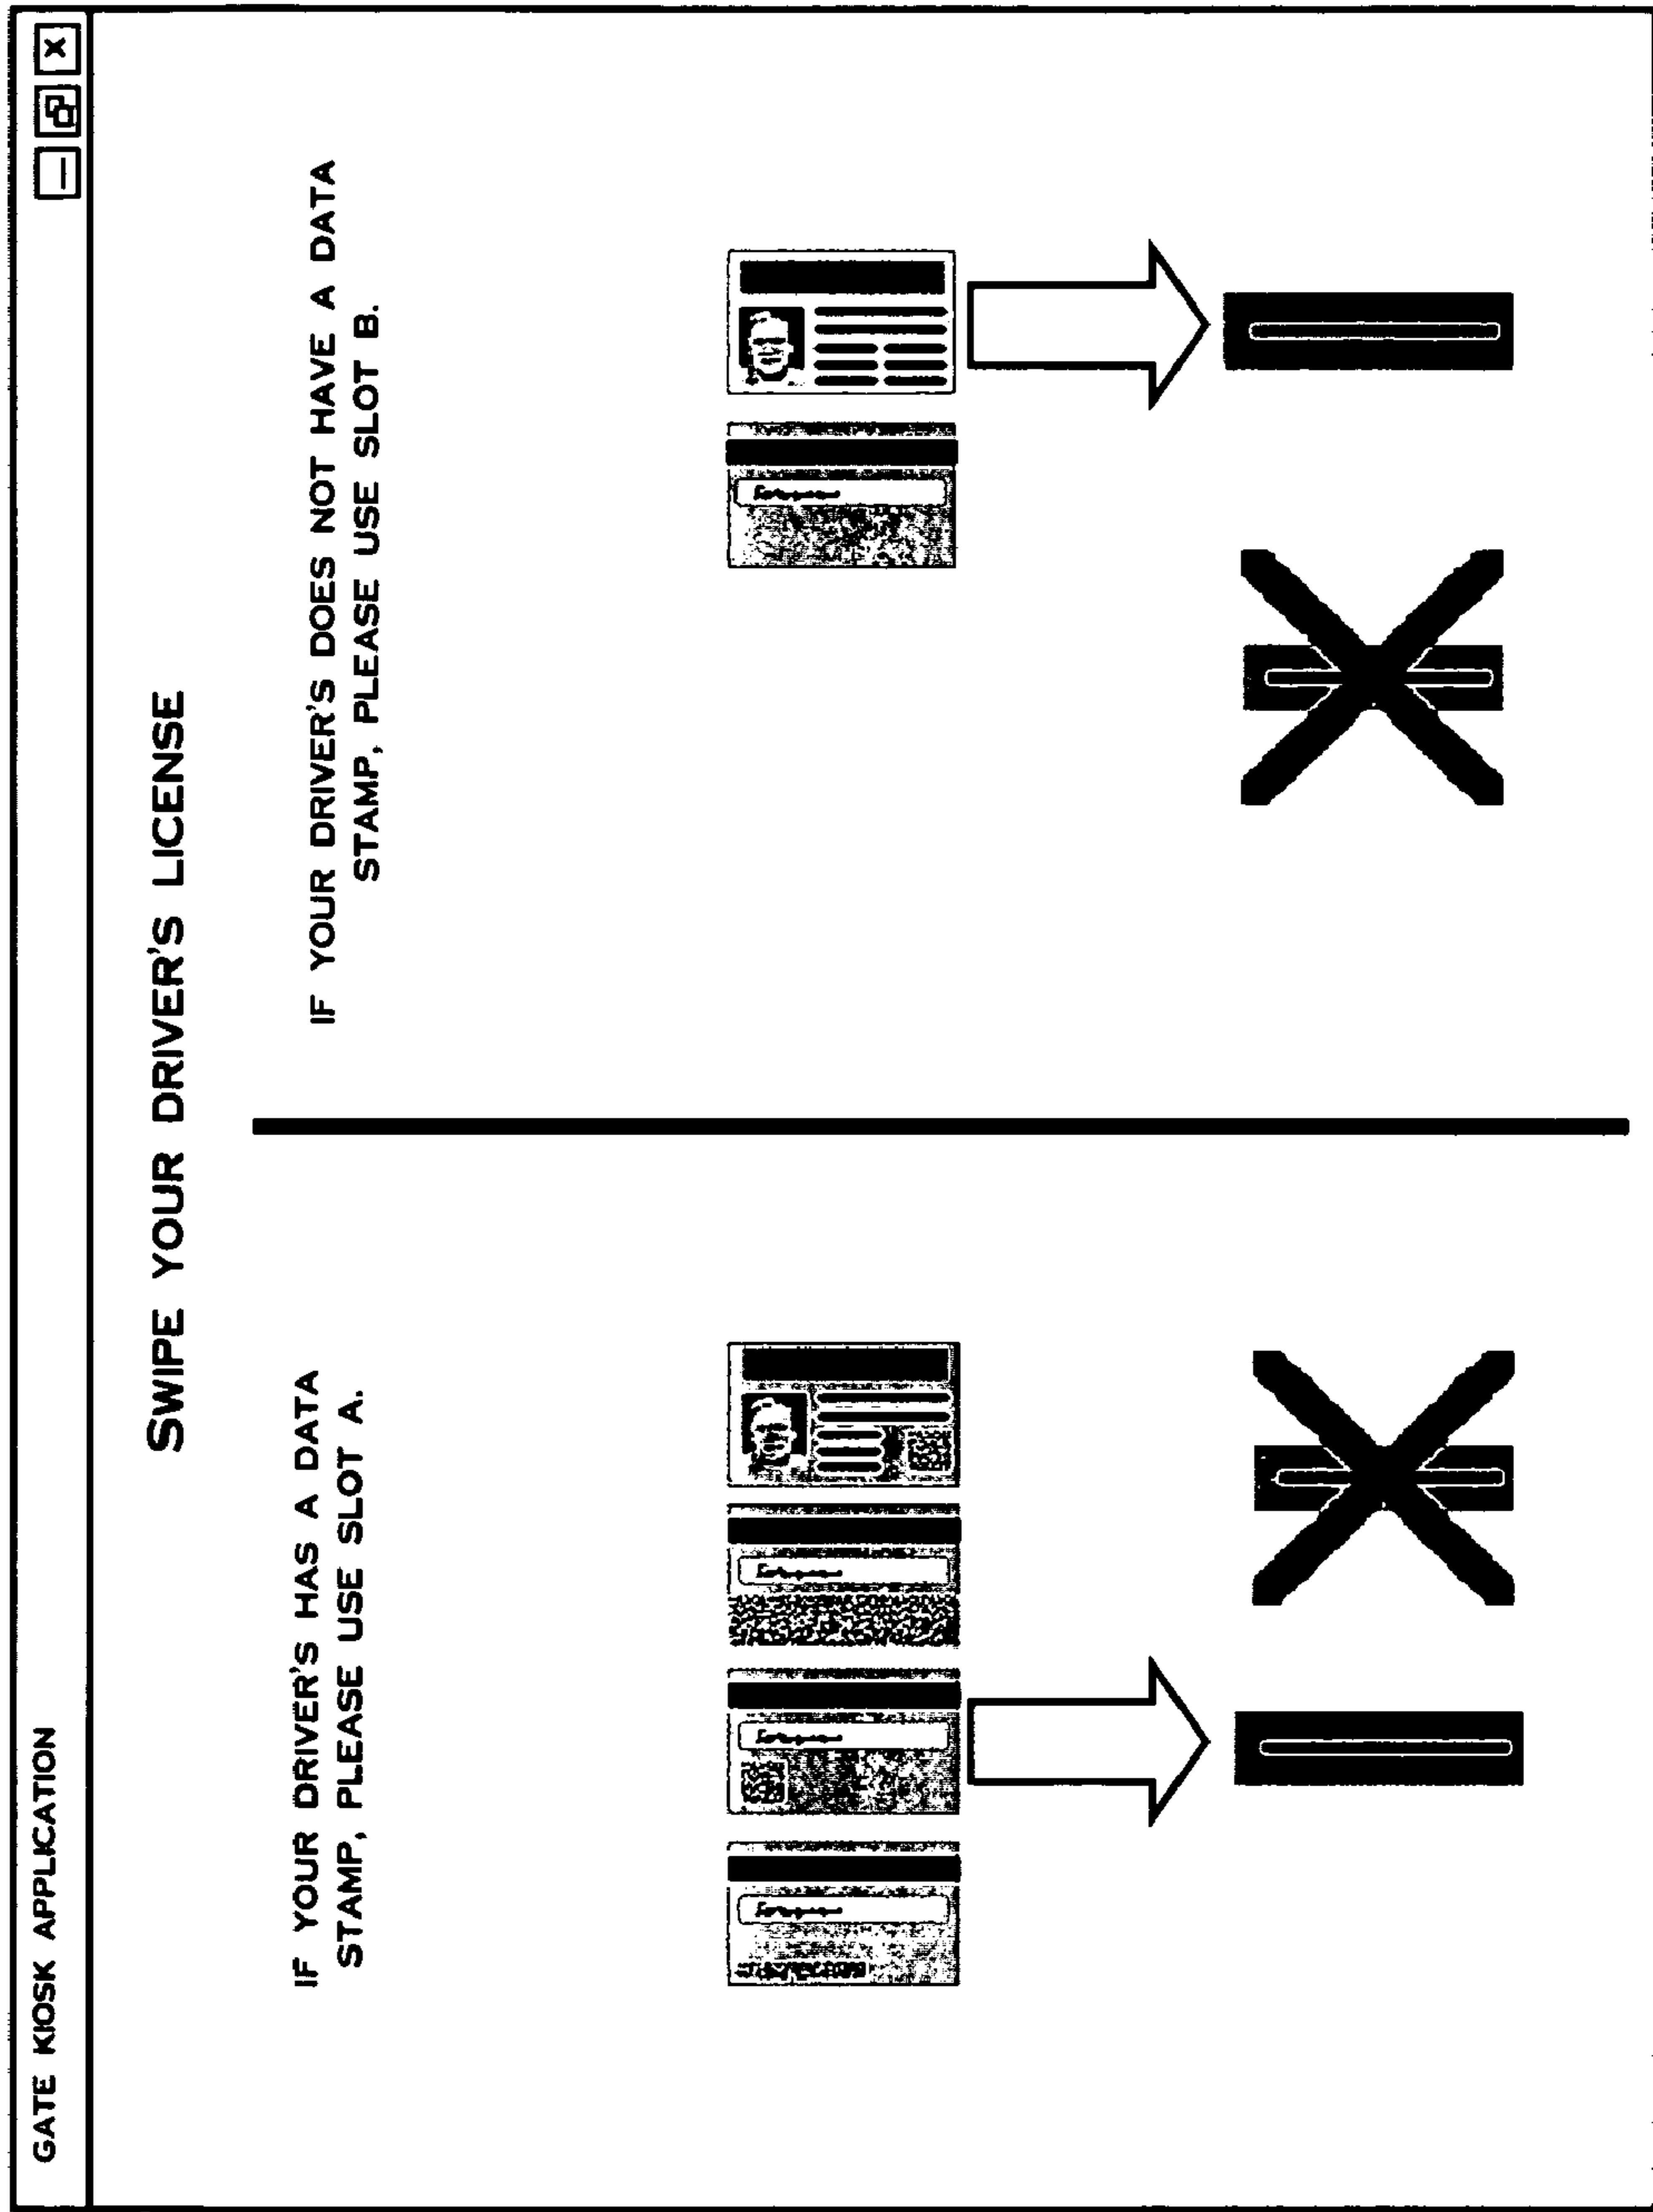 GATE KIOSK APPLICATION
SWIPE YOUR DRIVER'S LICENSE
IF YOUR DRIVER'S HAS A DATA
STAMP, PLEASE USE SLOT A.
IF YOUR DRIVER'S DOES NOT HAVE A DATA
STAMP, PLEASE USE SLOT B.